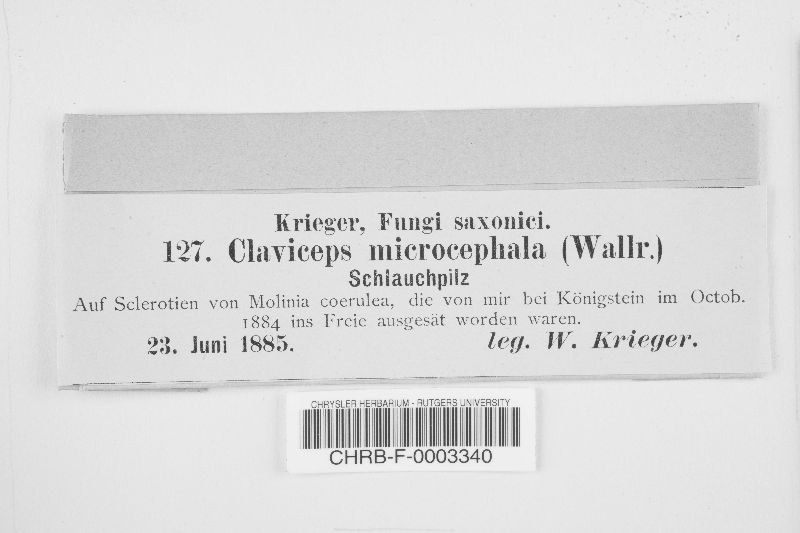 Krieger, Fungi saxonici.
127. Claviceps microcephala (Wallr.)
Schlauchpilz
Auf Sclerotien von Molinia coerulea, die von mir bei Königstein im Octob.
1884 ins Freie ausgesät worden waren.
23. Juni 1885. leg. W. Krieger.
CHRYSLER HERBARIUM - RUTGERS UNIVERSITY
CHRB-F-0003340